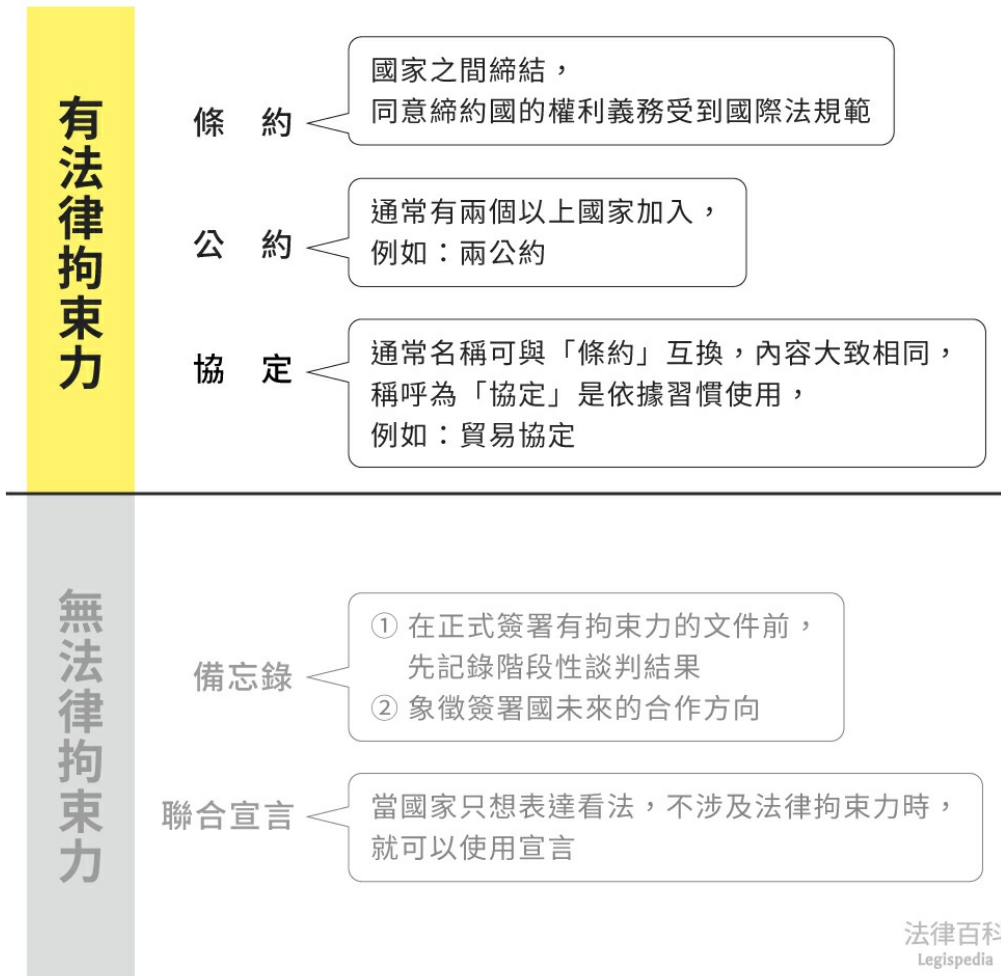 有法律拘束力
條約
國家之間締結，
同意締約國的權利義務受到國際法規範
公約
通常有兩個以上國家加入，
例如：兩公約
協定
通常名稱可與「條約」互換，內容大致相同，
稱呼為「協定」是依據習慣使用，
例如：貿易協定
無法律拘束力
備忘錄
① 在正式簽署有拘束力的文件前，
先記錄階段性談判結果
② 象徵簽署國未來的合作方向
聯合宣言
當國家只想表達看法，不涉及法律拘束力時，
就可以使用宣言
法律百科
Legispedia